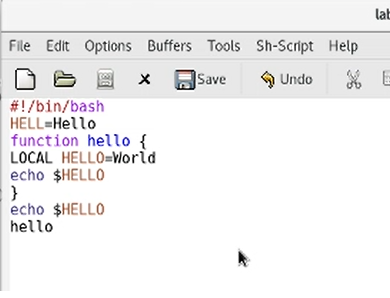 lab
File Edit Options Buffers Tools Sh-Script Help
Save Undo
#!/bin/bash
HELL=Hello
function hello {
LOCAL HELLO=World
echo $HELLO
}
echo $HELLO
hello